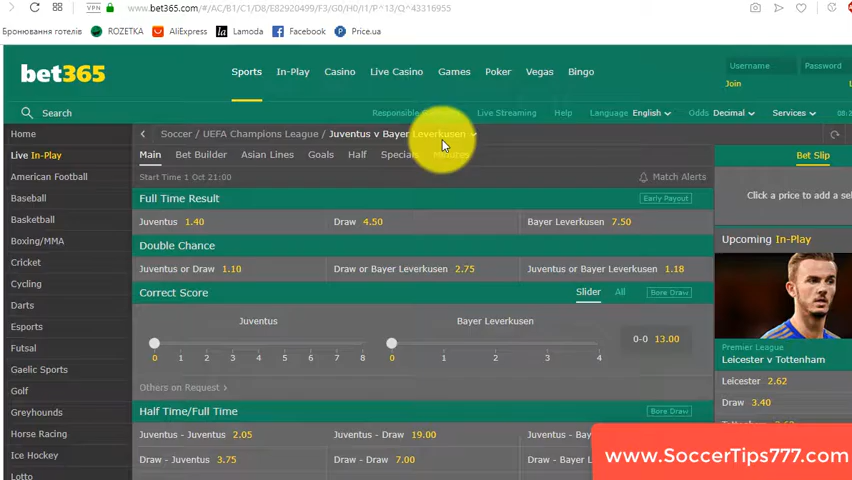 VPN www.bet365.com/#/AC/B1/C1/D8/E82920499/F3/G0/H0/I1/P^13/Q^43316955
Бронювання готелів ROZETKA AliExpress Lamoda Facebook Price.ua
bet365
Sports In-Play Casino Live Casino Games Poker Vegas Bingo
Username Password
Join
Search
Live Streaming Help Language English Odds Decimal Services
Home
Soccer / UEFA Champions League / Juventus v Bayer Leverkusen
Live In-Play
Main Bet Builder Asian Lines Goals Half Specials
Bet Slip
American Football
Start Time 1 Oct 21:00 Match Alerts
Baseball
Full Time Result Early Payout
Click a price to add a sel
Basketball
Juventus 1.40 Draw 4.50 Bayer Leverkusen 7.50
Boxing/MMA
Double Chance
Upcoming In-Play
Cricket
Juventus or Draw 1.10 Draw or Bayer Leverkusen 2.75 Juventus or Bayer Leverkusen 1.18
Cycling
Correct Score Slider All Bore Draw
Darts
Juventus Bayer Leverkusen
Esports
0-0 13.00
Futsal
0 1 2 3 4 5 6 7 8 0 1 2 3 4
Premier League
Leicester v Tottenham
Gaelic Sports
Others on Request
Leicester 2.62
Golf
Draw 3.40
Greyhounds
Half Time/Full Time Bore Draw
Horse Racing
Juventus - Juventus 2.05 Juventus - Draw 19.00 Juventus - Bay
Ice Hockey
Draw - Juventus 3.75 Draw - Draw 7.00 Draw - Bayer
Lotto
www.SoccerTips777.com